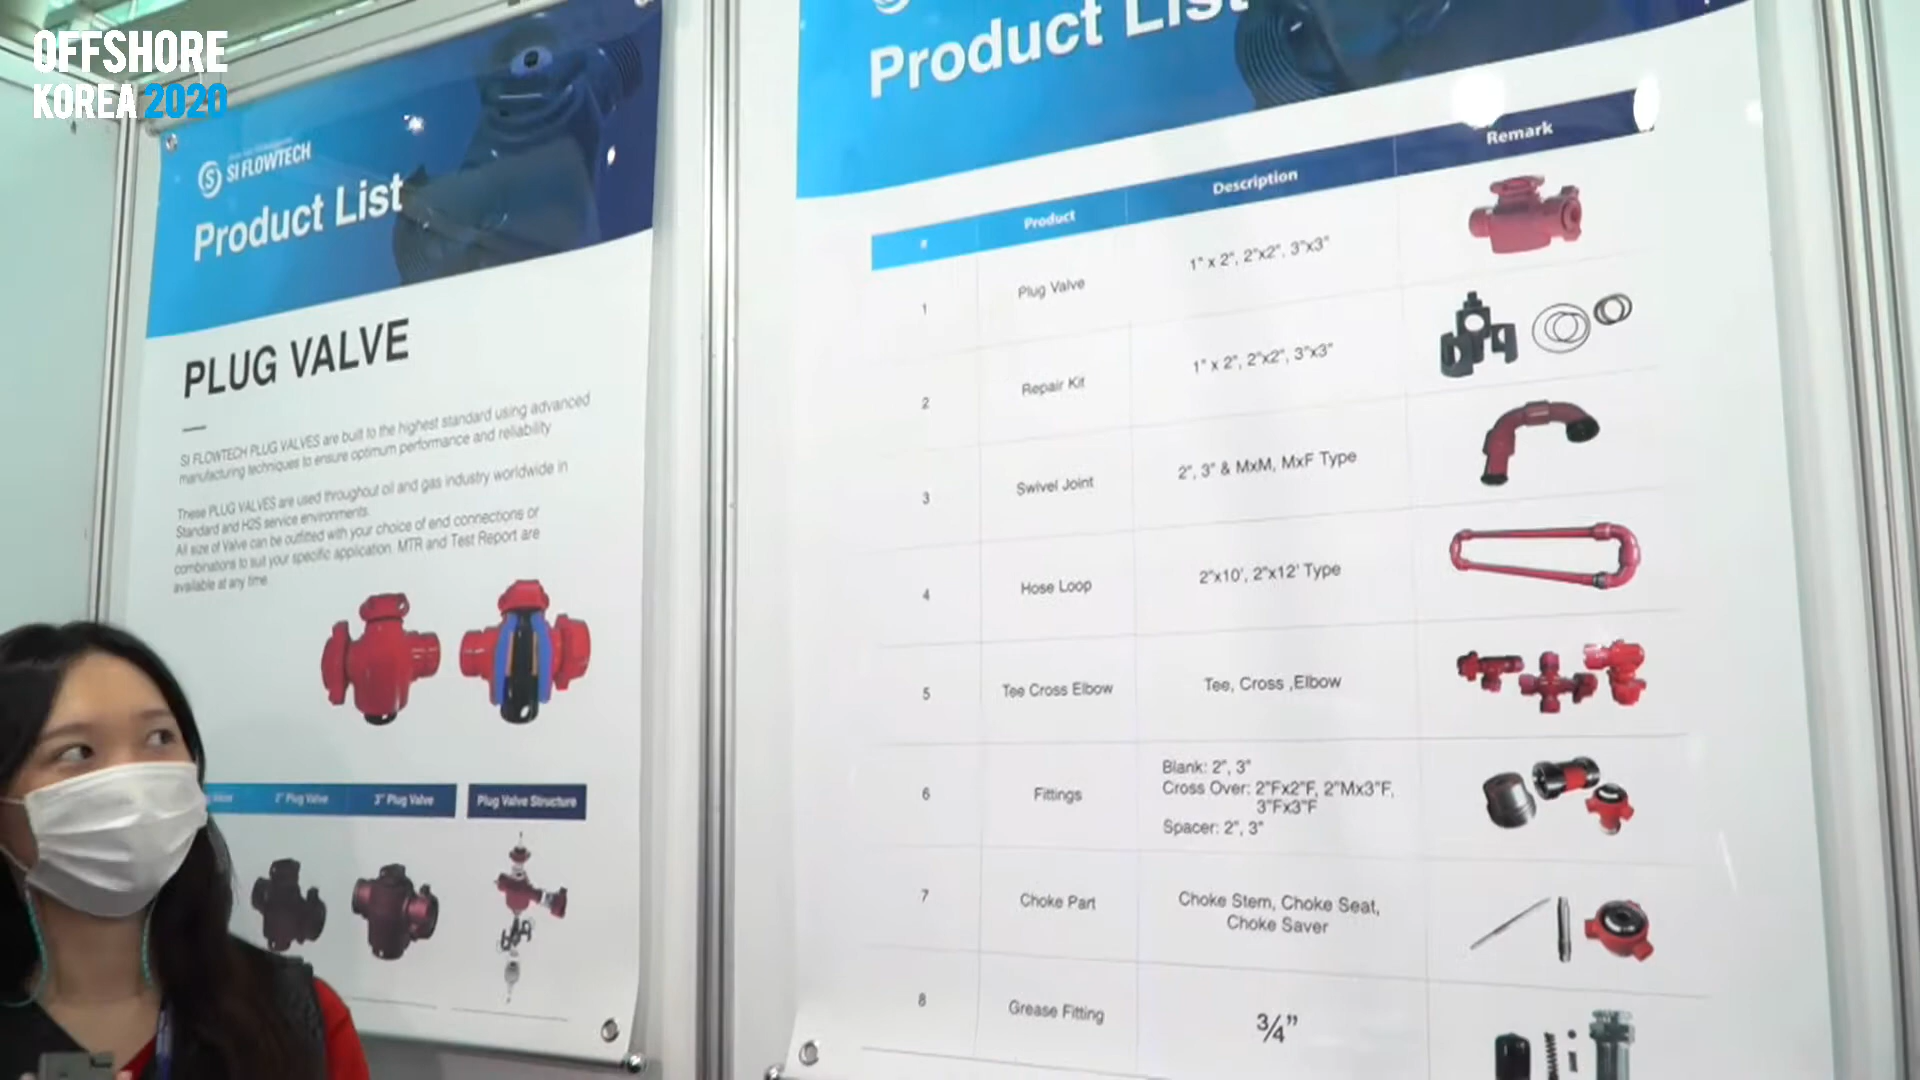 OFFSHORE
KOREA 2020
SI FLOWTECH
Product List
PLUG VALVE
SI FLOWTECH PLUG VALVES are built to the highest standard using advanced
manufacturing techniques to ensure optimum performance and reliability
These PLUG VALVES are used throughout oil and gas industry worldwide in
Standard and H2S service environments.
All size of Valve can be outfitted with your choice of end connections or
combinations to suit your specific application. MTR and Test Report are
available at any time.
2" Plug Valve
3" Plug Valve
Plug Valve Structure
Product List
# Product Description Remark
1 Plug Valve 1" x 2", 2"x2", 3"x3"
2 Repair Kit 1" x 2", 2"x2", 3"x3"
3 Swivel Joint 2", 3" & MxM, MxF Type
4 Hose Loop 2"x10', 2"x12' Type
5 Tee Cross Elbow Tee, Cross ,Elbow
6 Fittings Blank: 2", 3"
Cross Over: 2"Fx2"F, 2"Mx3"F,
3"Fx3"F
Spacer: 2", 3"
7 Choke Part Choke Stem, Choke Seat,
Choke Saver
8 Grease Fitting ¾"